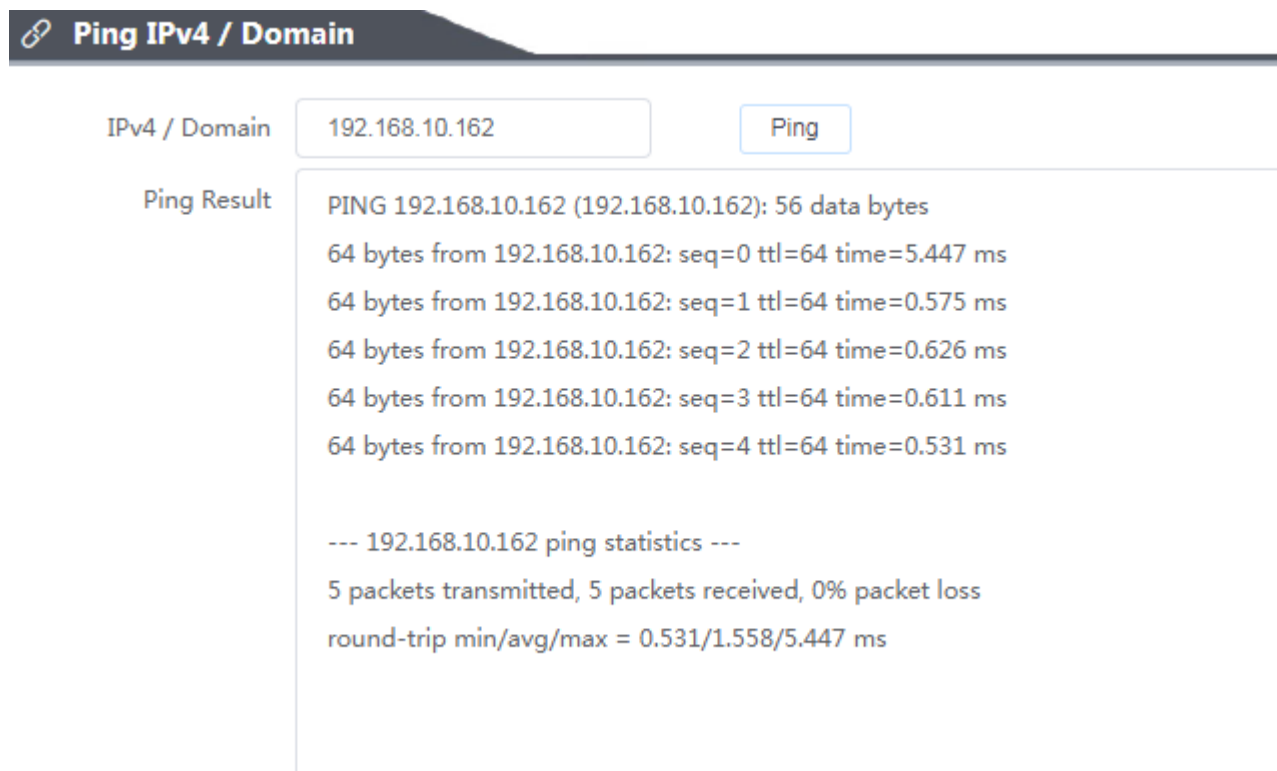 Ping IPv4 / Domain
IPv4 / Domain 192.168.10.162 Ping
Ping Result
PING 192.168.10.162 (192.168.10.162): 56 data bytes
64 bytes from 192.168.10.162: seq=0 ttl=64 time=5.447 ms
64 bytes from 192.168.10.162: seq=1 ttl=64 time=0.575 ms
64 bytes from 192.168.10.162: seq=2 ttl=64 time=0.626 ms
64 bytes from 192.168.10.162: seq=3 ttl=64 time=0.611 ms
64 bytes from 192.168.10.162: seq=4 ttl=64 time=0.531 ms
--- 192.168.10.162 ping statistics ---
5 packets transmitted, 5 packets received, 0% packet loss
round-trip min/avg/max = 0.531/1.558/5.447 ms